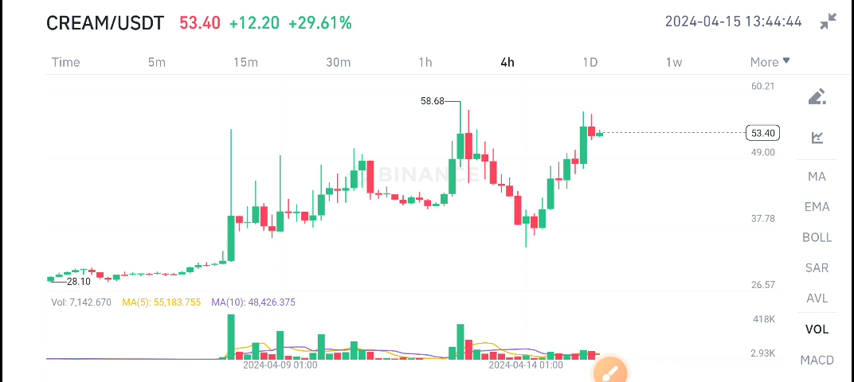 CREAM/USDT 53.40 +12.20 +29.61% 2024-04-15 13:44:44
Time 5m 15m 30m 1h 4h 1D 1w More
60.21
58.68
53.40
49.00
BINANCE
MA
EMA
37.78
BOLL
SAR
28.10
26.57
AVL
Vol: 7,142.670 MA(5): 55,183.755 MA(10): 48,426.375
418K
VOL
2.93K
MACD
2024-04-09 01:00 2024-04-14 01:00